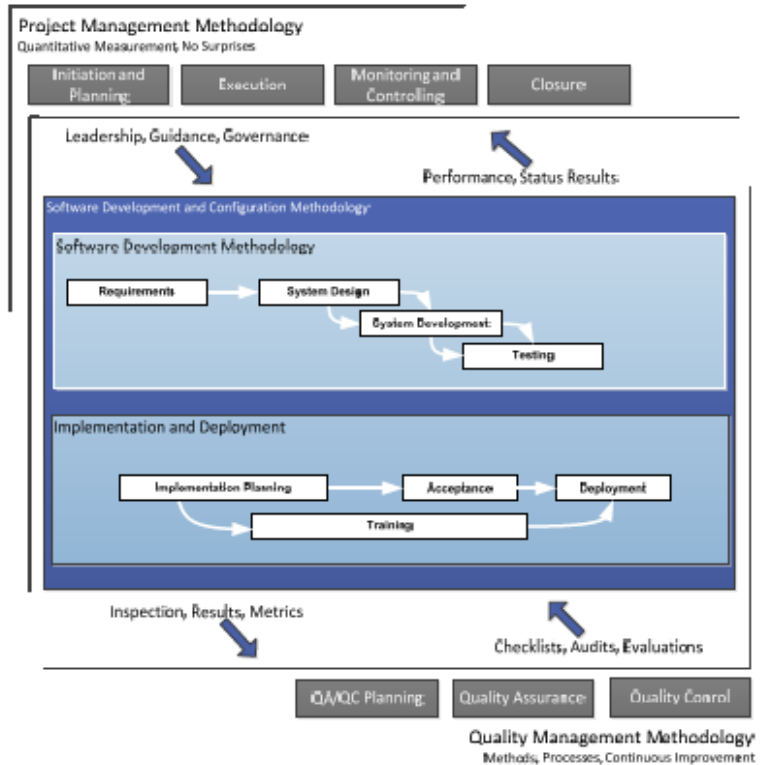 Project Management Methodology
Quantitative Measurement, No Surprises
Initiation and
Planning
Execution
Monitoring and
Controlling
Closure
Leadership, Guidance, Governance
Performance, Status Results
Software Development and Configuration Methodology
Software Development Methodology
Requirements
System Design
System Development
Testing
Implementation and Deployment
Implementation Planning
Acceptance
Deployment
Training
Inspection, Results, Metrics
Checklists, Audits, Evaluations
QA/QC Planning
Quality Assurance
Quality Conrol
Quality Management Methodology
Methods, Processes, Continuous Improvement